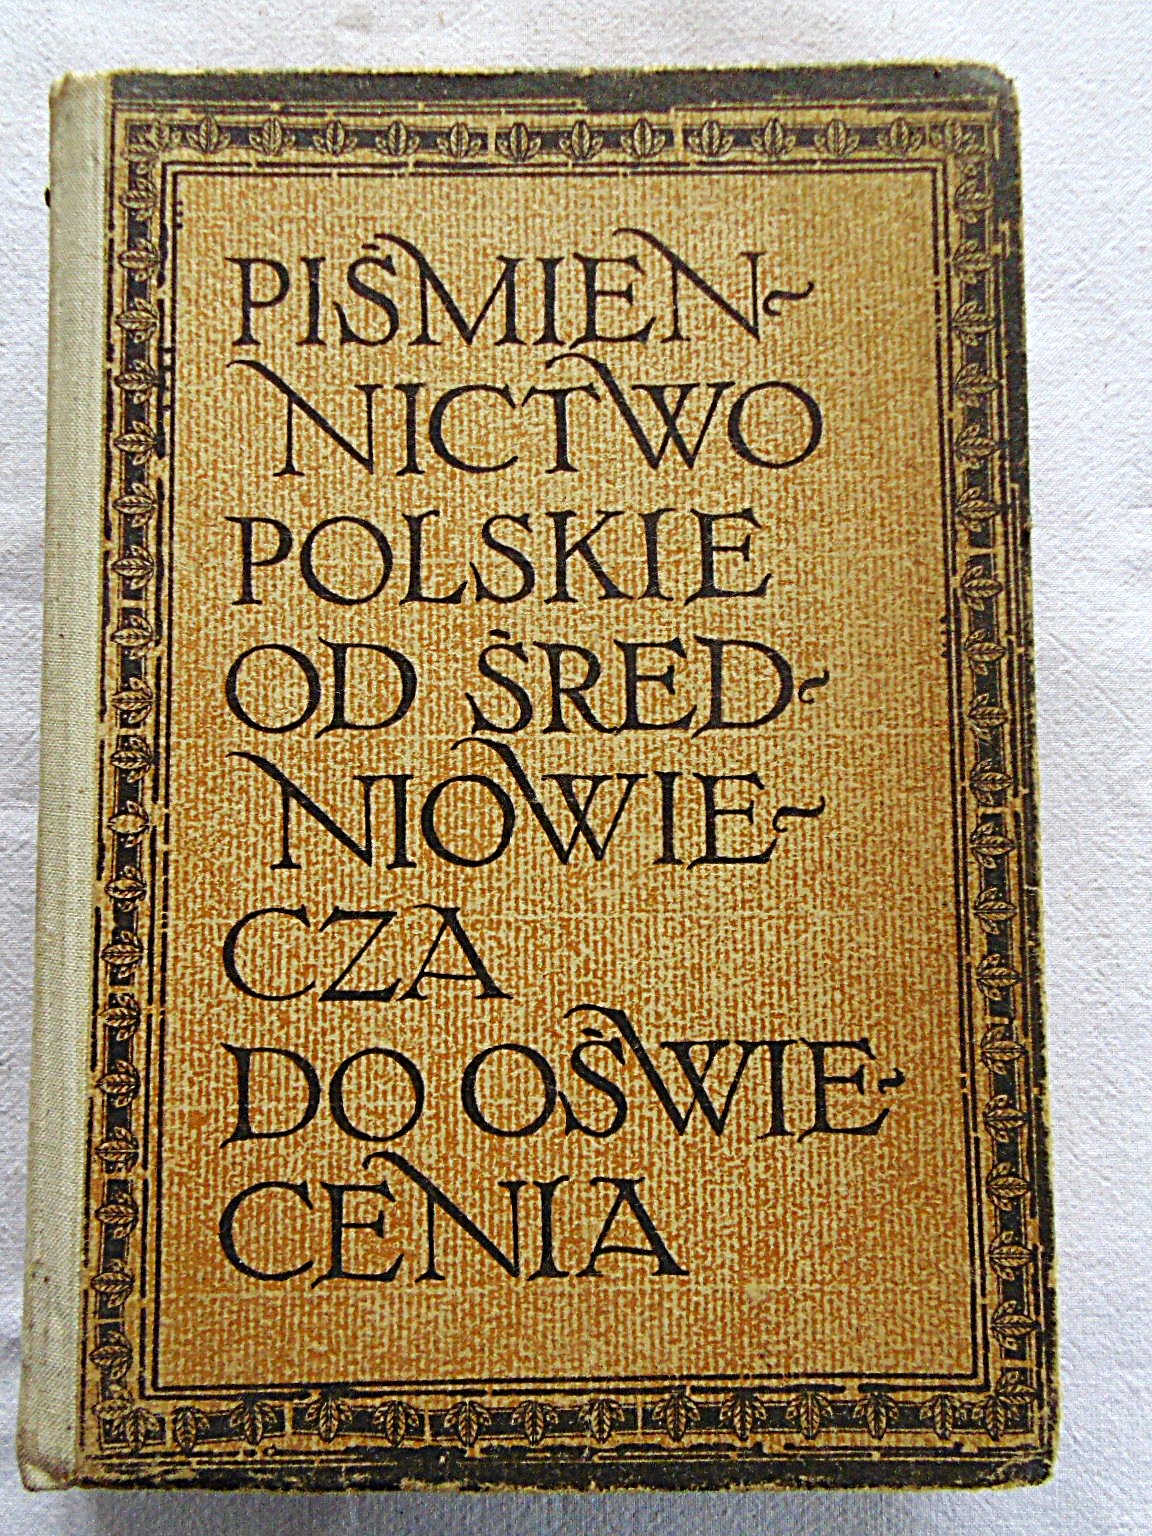 PIŚMIEN~
NICTWO
POLSKIE
OD ŚRED~
NIOWIE~
CZA
DO OŚWIE~
CENIA